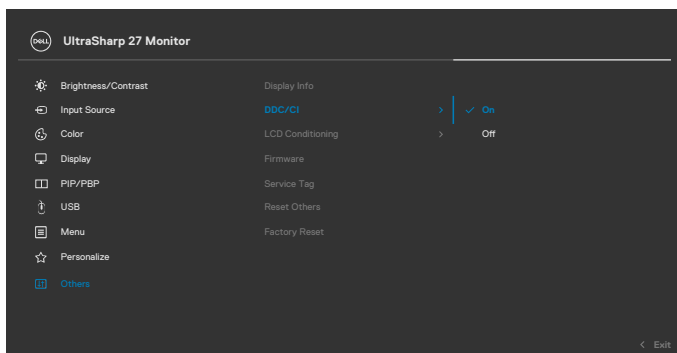 DELL UltraSharp 27 Monitor
Brightness/Contrast Display Info
Input Source DDC/CI > ✓ On
Color LCD Conditioning > Off
Display Firmware
PIP/PBP Service Tag
USB Reset Others
Menu Factory Reset
Personalize
Others
< Exit